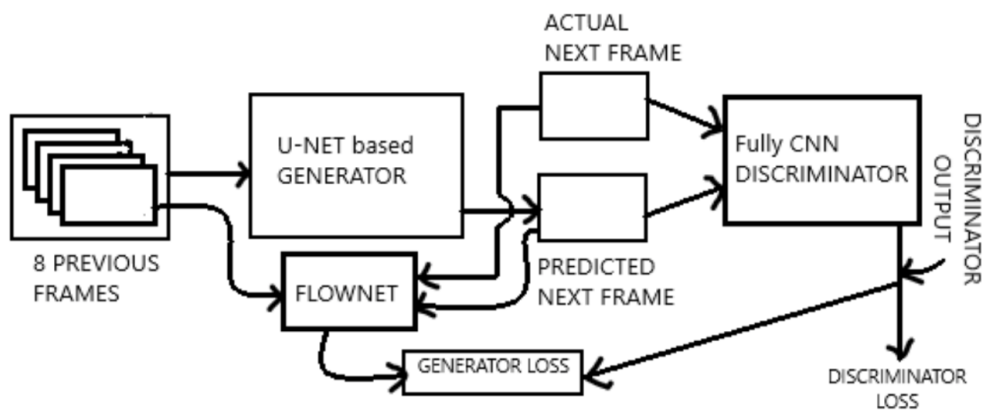 ACTUAL
NEXT FRAME
U-NET based
GENERATOR
Fully CNN
DISCRIMINATOR
DISCRIMINATOR
OUTPUT
8 PREVIOUS
FRAMES
FLOWNET
PREDICTED
NEXT FRAME
GENERATOR LOSS
DISCRIMINATOR
LOSS